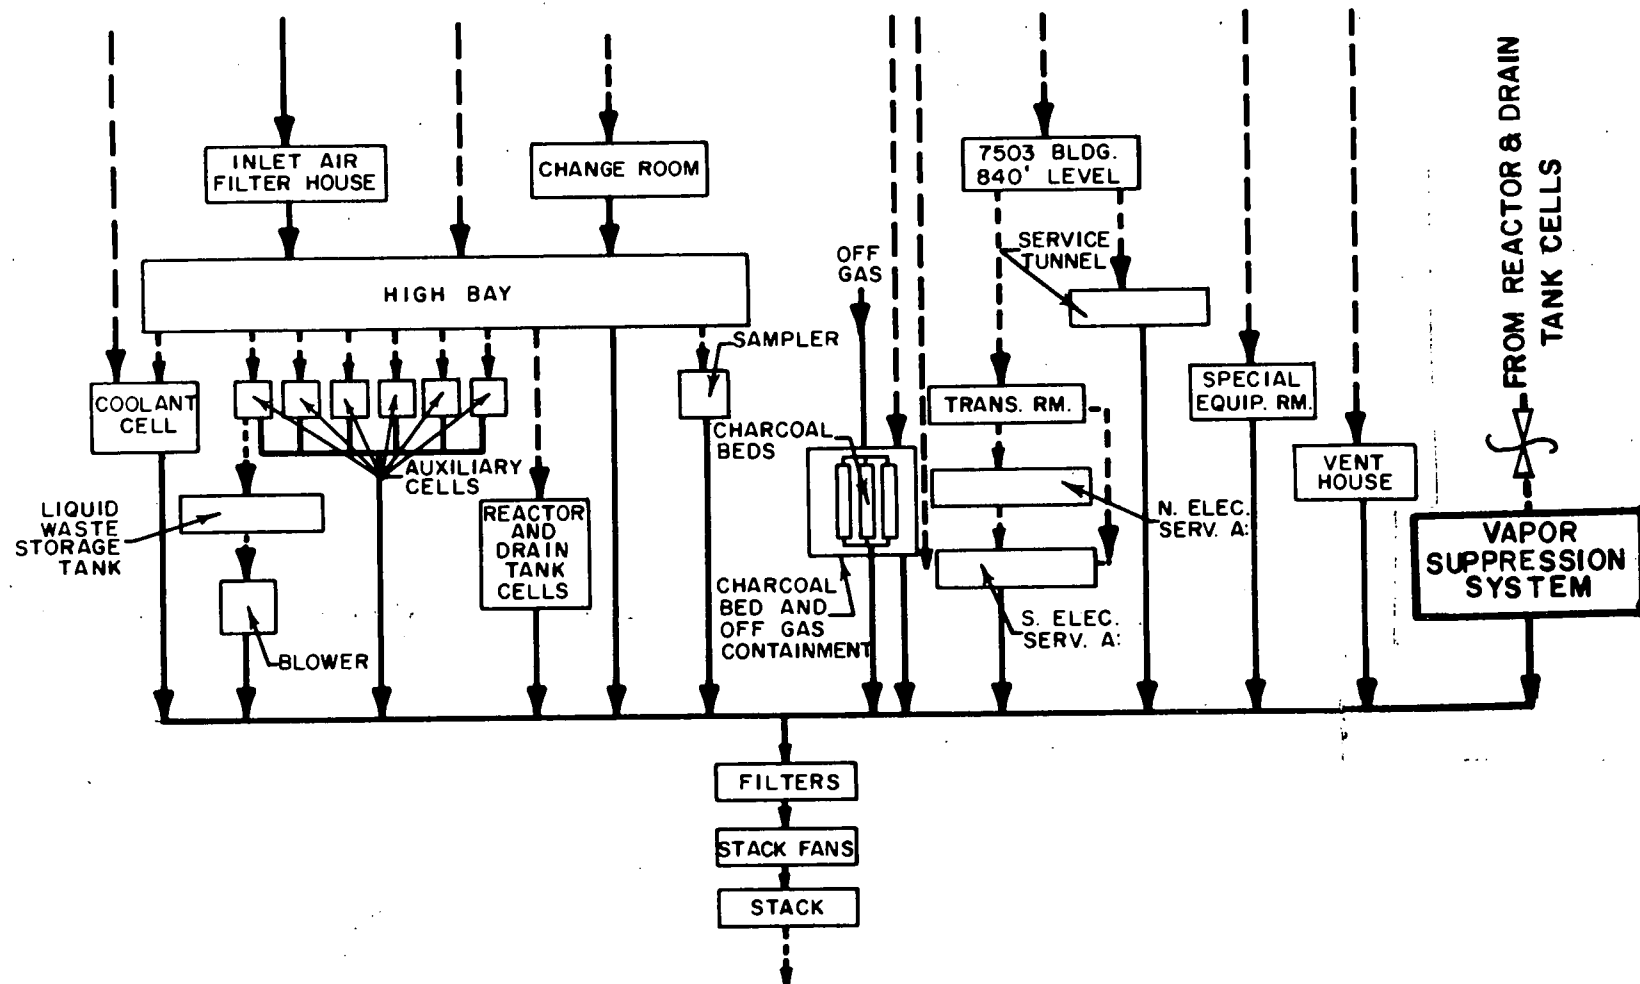 INLET AIR
FILTER HOUSE
CHANGE ROOM
7503 BLDG.
840' LEVEL
FROM REACTOR & DRAIN
TANK CELLS
OFF
GAS
SERVICE
TUNNEL
HIGH BAY
SAMPLER
COOLANT
CELL
TRANS. RM.
SPECIAL
EQUIP. RM.
CHARCOAL
BEDS
AUXILIARY
CELLS
VENT
HOUSE
LIQUID
WASTE
STORAGE
TANK
REACTOR
AND
DRAIN
TANK
CELLS
N. ELEC.
SERV. A:
VAPOR
SUPPRESSION
SYSTEM
CHARCOAL
BED AND
OFF GAS
CONTAINMENT
S. ELEC.
SERV. A:
BLOWER
FILTERS
STACK FANS
STACK